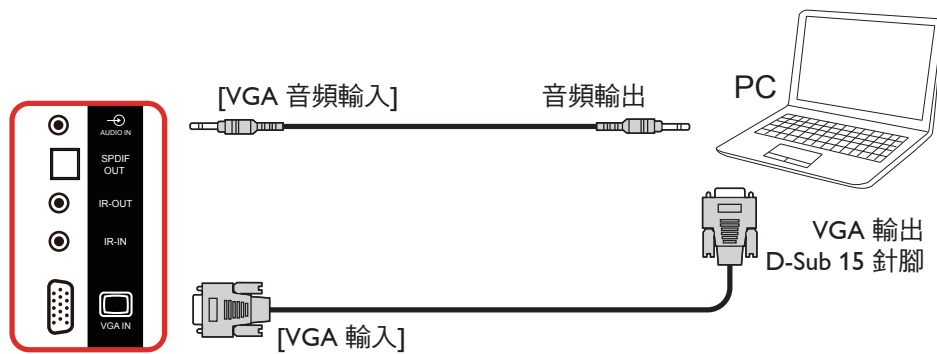 [VGA 音頻輸入]
音頻輸出
PC
AUDIO IN
SPDIF
OUT
IR-OUT
IR-IN
VGA IN
VGA 輸出
D-Sub 15 針腳
[VGA 輸入]